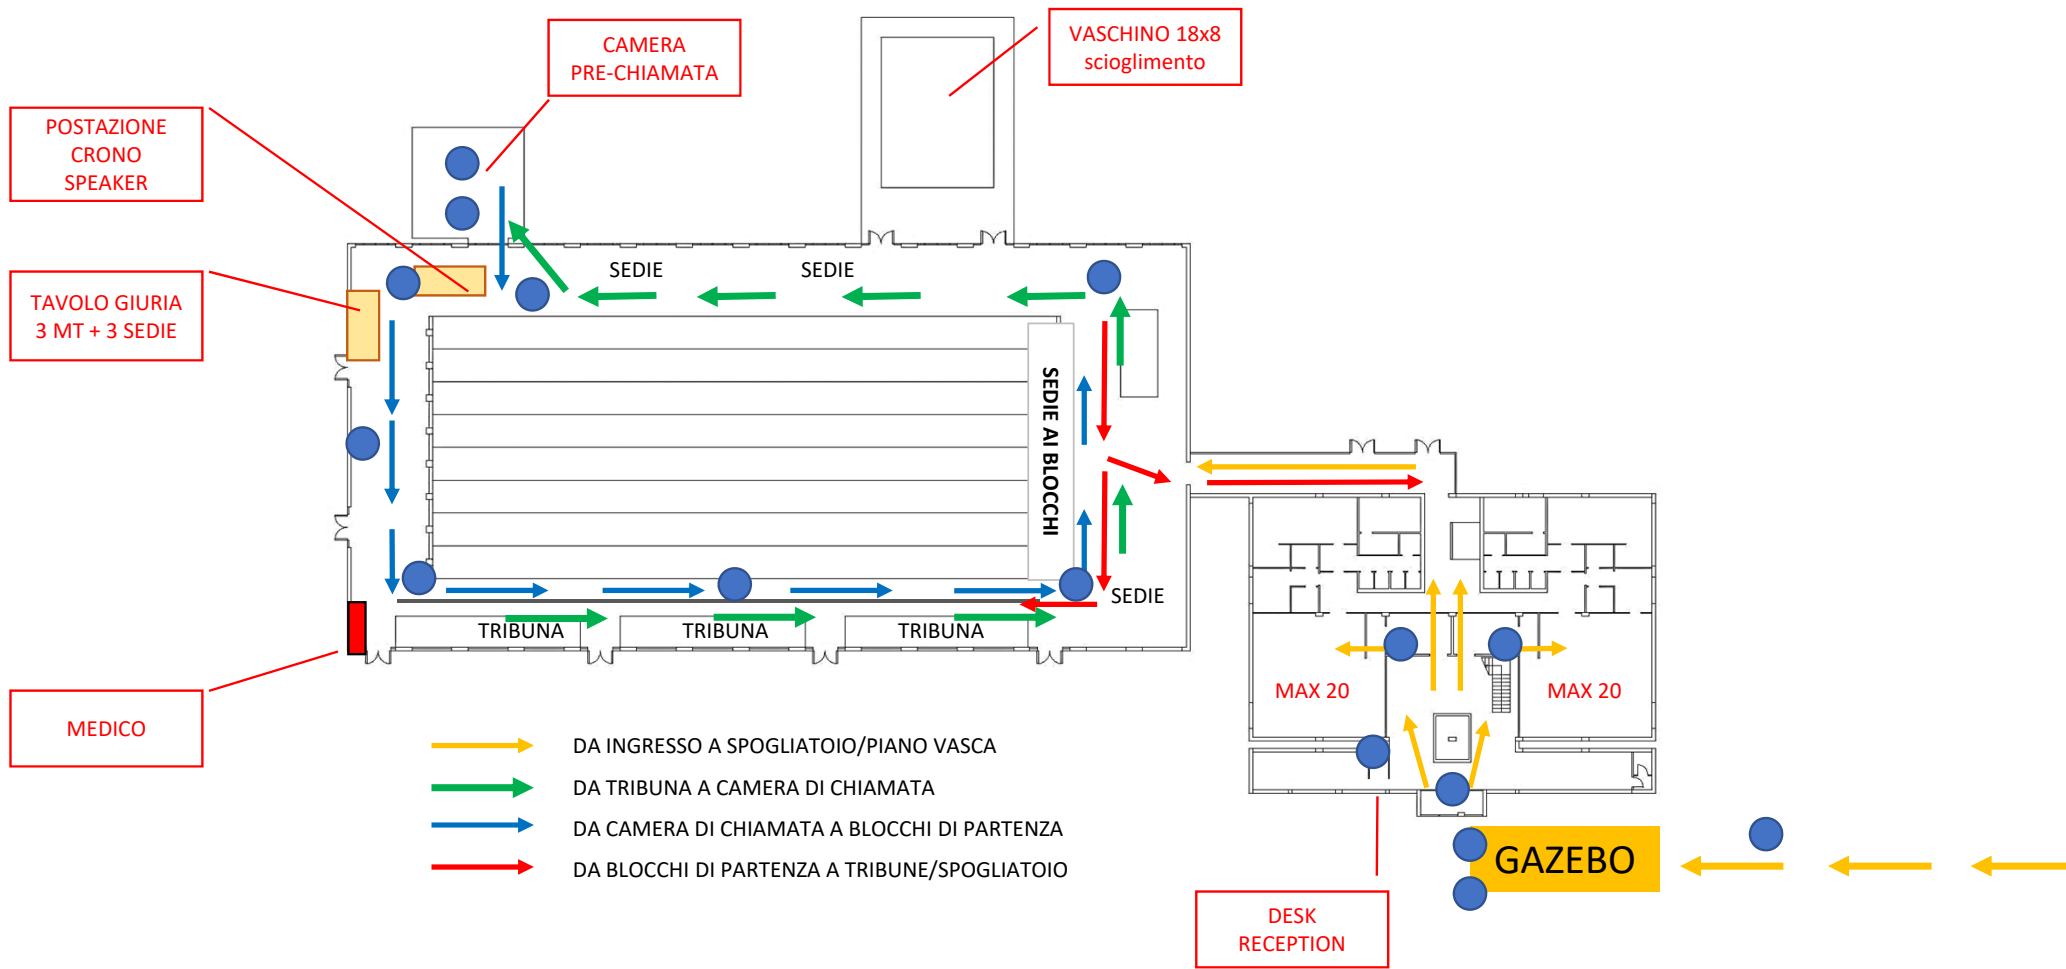 CAMERA
PRE-CHIAMATA
VASCHINO 18x8
scioglimento
POSTAZIONE
CRONO
SPEAKER
TAVOLO GIURIA
3 MT + 3 SEDIE
SEDIE
SEDIE
SEDIE AI BLOCCHI
SEDIE
TRIBUNA
TRIBUNA
TRIBUNA
MEDICO
MAX 20
MAX 20
DA INGRESSO A SPOGLIATOIO/PIANO VASCA
DA TRIBUNA A CAMERA DI CHIAMATA
DA CAMERA DI CHIAMATA A BLOCCHI DI PARTENZA
DA BLOCCHI DI PARTENZA A TRIBUNE/SPOGLIATOIO
GAZEBO
DESK
RECEPTION